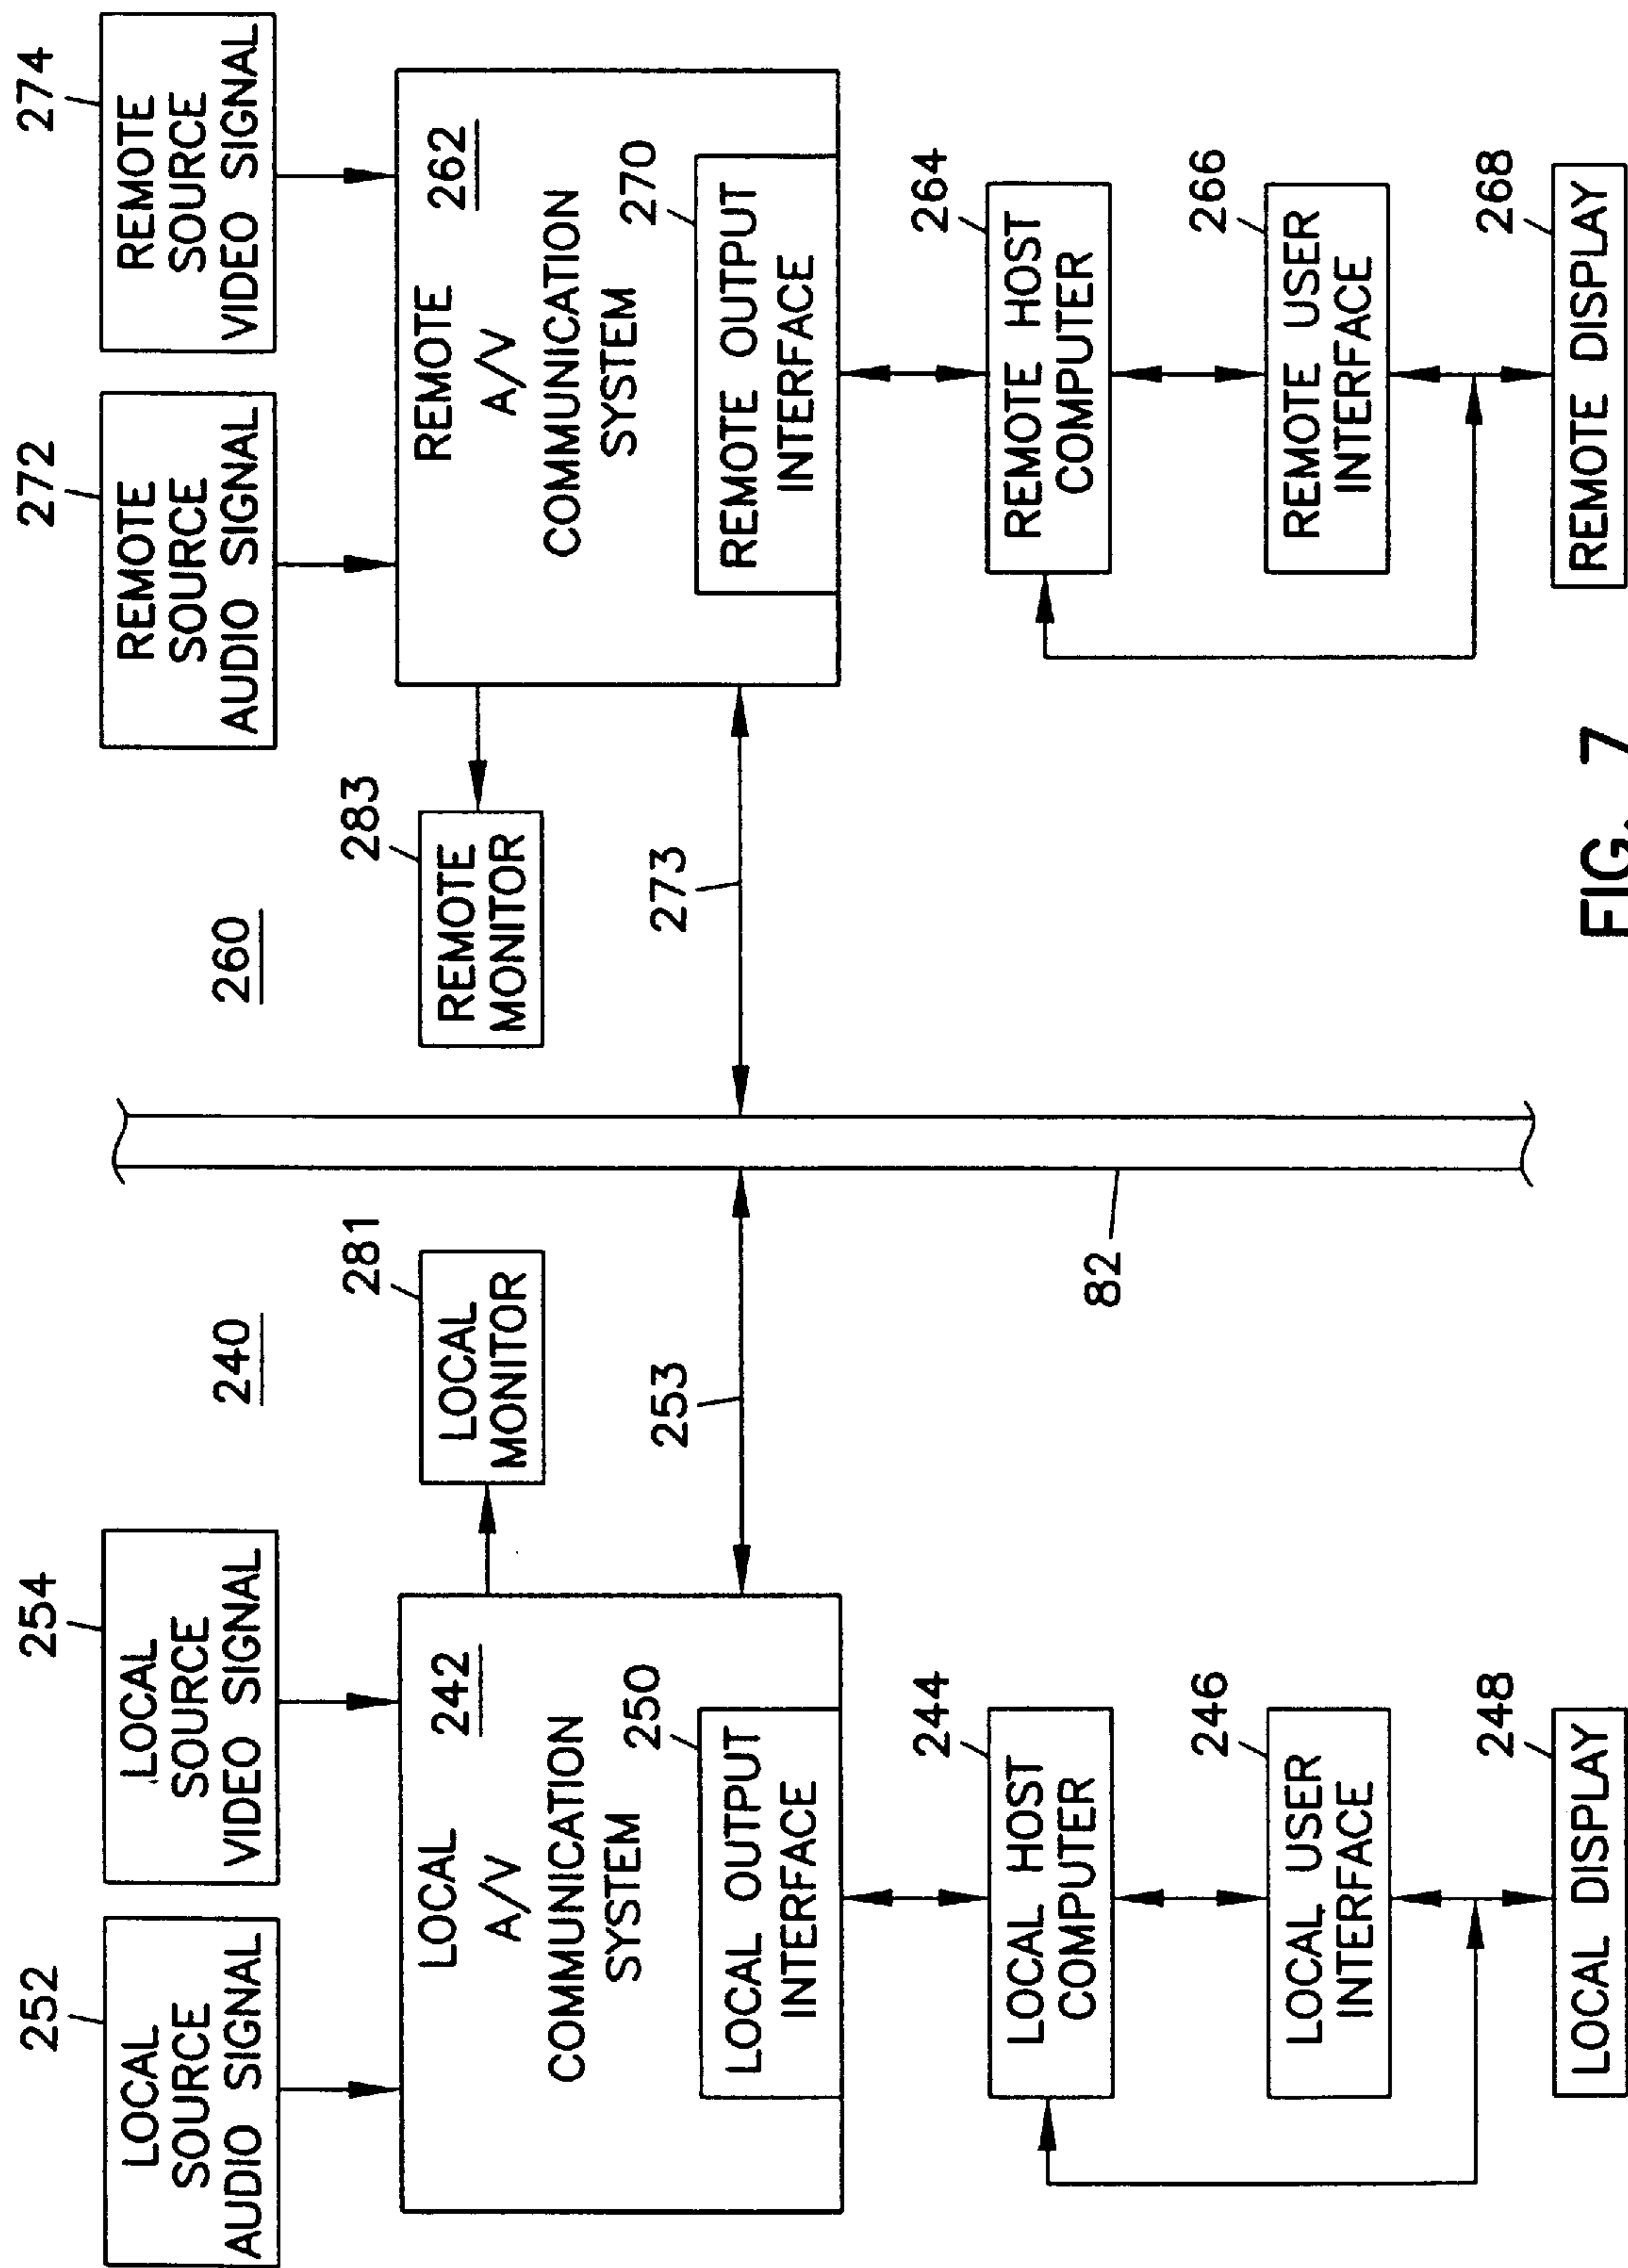 252
LOCAL
SOURCE
AUDIO SIGNAL
254
LOCAL
SOURCE
VIDEO SIGNAL
240
LOCAL
A/V
COMMUNICATION
SYSTEM
242
250
LOCAL OUTPUT
INTERFACE
281
LOCAL
MONITOR
253
244
LOCAL HOST
COMPUTER
246
LOCAL USER
INTERFACE
248
LOCAL DISPLAY
82
272
REMOTE
SOURCE
AUDIO SIGNAL
274
REMOTE
SOURCE
VIDEO SIGNAL
260
283
REMOTE
MONITOR
273
REMOTE
A/V
COMMUNICATION
SYSTEM
262
270
REMOTE OUTPUT
INTERFACE
264
REMOTE HOST
COMPUTER
266
REMOTE USER
INTERFACE
268
REMOTE DISPLAY
FIG. 7